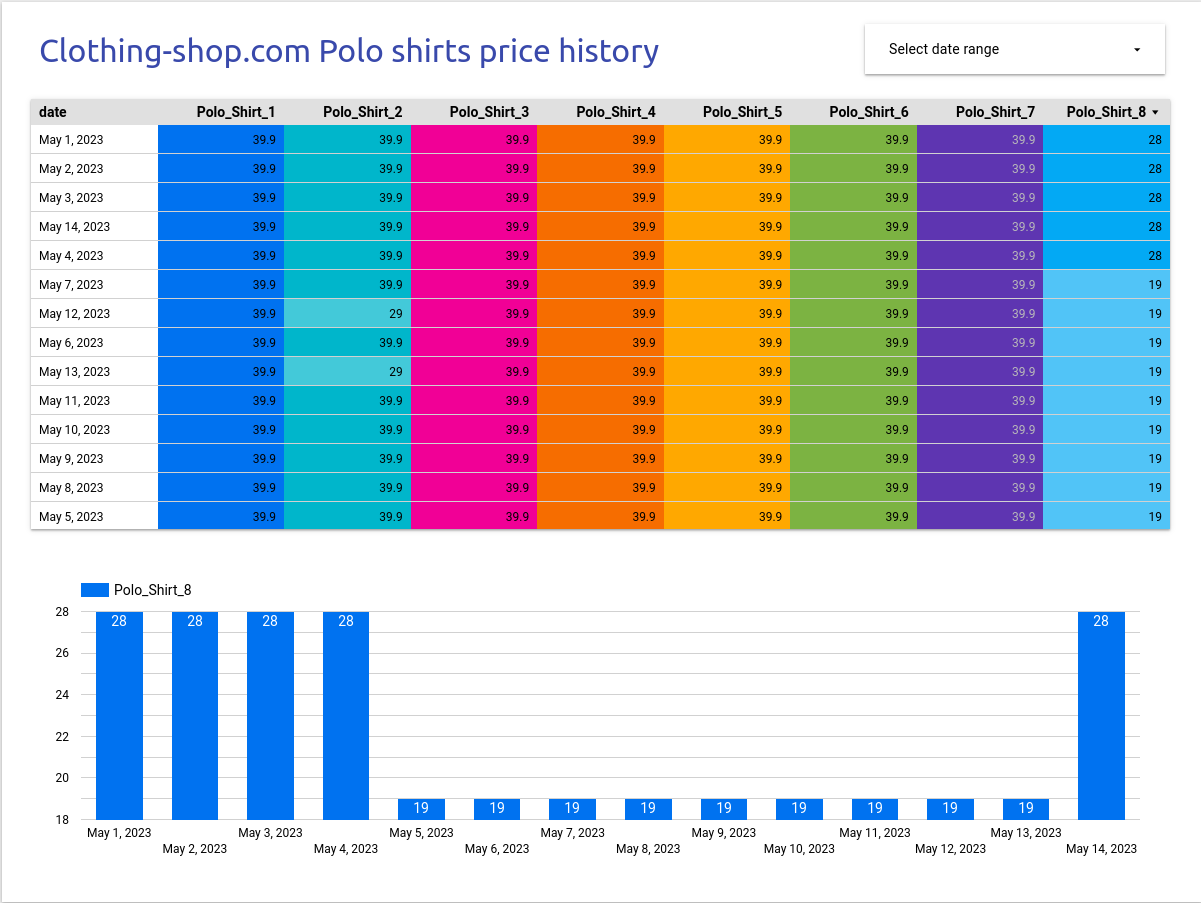 Clothing-shop.com Polo shirts price history
Select date range
date Polo_Shirt_1 Polo_Shirt_2 Polo_Shirt_3 Polo_Shirt_4 Polo_Shirt_5 Polo_Shirt_6 Polo_Shirt_7 Polo_Shirt_8
May 1, 2023 39.9 39.9 39.9 39.9 39.9 39.9 39.9 28
May 2, 2023 39.9 39.9 39.9 39.9 39.9 39.9 39.9 28
May 3, 2023 39.9 39.9 39.9 39.9 39.9 39.9 39.9 28
May 14, 2023 39.9 39.9 39.9 39.9 39.9 39.9 39.9 28
May 4, 2023 39.9 39.9 39.9 39.9 39.9 39.9 39.9 28
May 7, 2023 39.9 39.9 39.9 39.9 39.9 39.9 39.9 19
May 12, 2023 39.9 29 39.9 39.9 39.9 39.9 39.9 19
May 6, 2023 39.9 39.9 39.9 39.9 39.9 39.9 39.9 19
May 13, 2023 39.9 29 39.9 39.9 39.9 39.9 39.9 19
May 11, 2023 39.9 39.9 39.9 39.9 39.9 39.9 39.9 19
May 10, 2023 39.9 39.9 39.9 39.9 39.9 39.9 39.9 19
May 9, 2023 39.9 39.9 39.9 39.9 39.9 39.9 39.9 19
May 8, 2023 39.9 39.9 39.9 39.9 39.9 39.9 39.9 19
May 5, 2023 39.9 39.9 39.9 39.9 39.9 39.9 39.9 19
Polo_Shirt_8
28
26
24
22
20
18
28 28 28 28 19 19 19 19 19 19 19 19 19 28
May 1, 2023 May 3, 2023 May 5, 2023 May 7, 2023 May 9, 2023 May 11, 2023 May 13, 2023
May 2, 2023 May 4, 2023 May 6, 2023 May 8, 2023 May 10, 2023 May 12, 2023 May 14, 2023